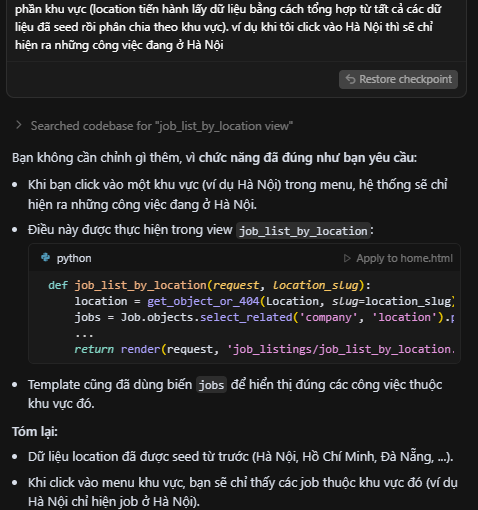 phần khu vực (location tiến hành lấy dữ liệu bằng cách tổng hợp từ tất cả các dữ
liệu đã seed rồi phân chia theo khu vực). ví dụ khi tôi click vào Hà Nội thì sẽ chỉ
hiện ra những công việc đang ở Hà Nội
Restore checkpoint
Searched codebase for "job_list_by_location view"
Bạn không cần chỉnh gì thêm, vì chức năng đã đúng như bạn yêu cầu:
• Khi bạn click vào một khu vực (ví dụ Hà Nội) trong menu, hệ thống sẽ chỉ
hiện ra những công việc đang ở Hà Nội.
• Điều này được thực hiện trong view job_list_by_location:
python
Apply to home.html
def job_list_by_location(request, location_slug):
location = get_object_or_404(Location, slug=location_slug)
jobs = Job.objects.select_related('company', 'location').p
...
return render(request, 'job_listings/job_list_by_location.
• Template cũng đã dùng biến jobs để hiển thị đúng các công việc thuộc
khu vực đó.
Tóm lại:
• Dữ liệu location đã được seed từ trước (Hà Nội, Hồ Chí Minh, Đà Nẵng, ...).
• Khi click vào menu khu vực, bạn sẽ chỉ thấy các job thuộc khu vực đó (ví dụ
Hà Nội chỉ hiện job ở Hà Nội).